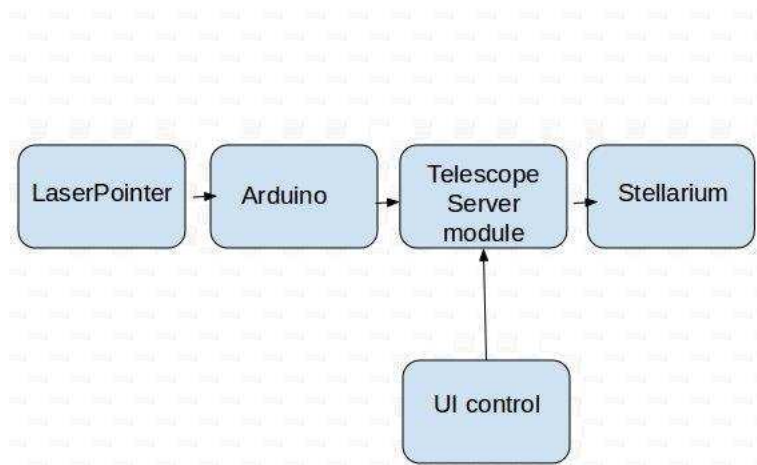 LaserPointer
Arduino
Telescope
Server
module
Stellarium
UI control